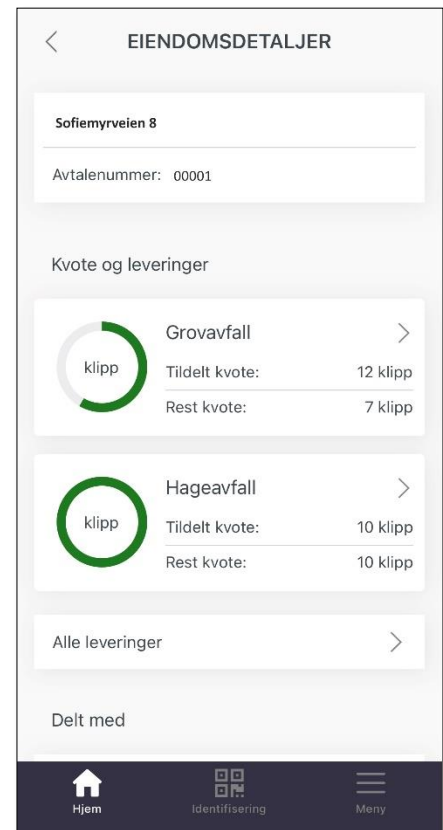 EIENDOMSDETALJER
Sofiemyrveien 8
Avtalenummer: 00001
Kvote og leveringer
klipp
Grovavfall
Tildelt kvote: 12 klipp
Rest kvote: 7 klipp
klipp
Hageavfall
Tildelt kvote: 10 klipp
Rest kvote: 10 klipp
Alle leveringer
Delt med
Hjem Identifisering Meny